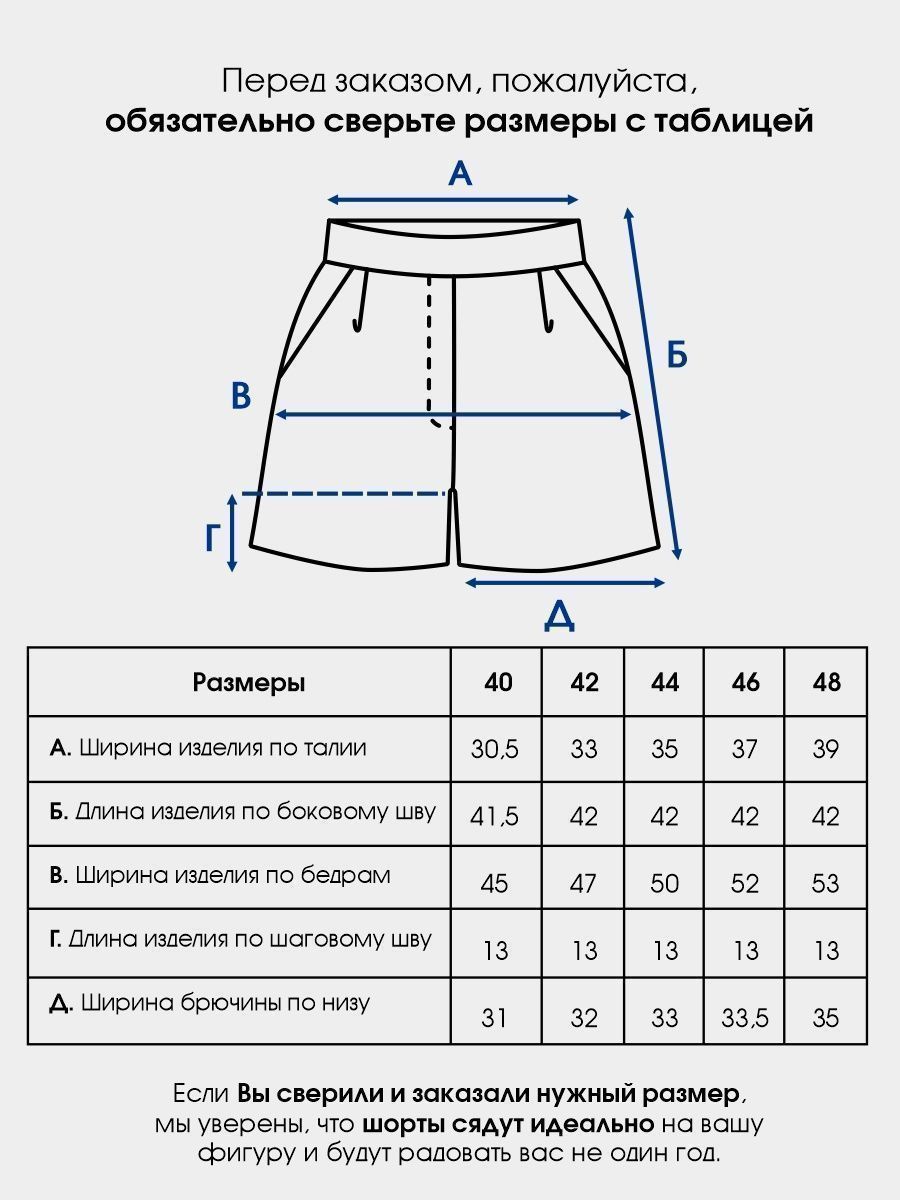 Перед заказом, пожалуйста,
обязательно сверьте размеры с таблицей
А
Б
В
Г
Д
Размеры 40 42 44 46 48
А. Ширина изделия по талии 30,5 33 35 37 39
Б. Длина изделия по боковому шву 41,5 42 42 42 42
В. Ширина изделия по бедрам 45 47 50 52 53
Г. Длина изделия по шаговому шву 13 13 13 13 13
Д. Ширина брючины по низу 31 32 33 33,5 35
Если Вы сверили и заказали нужный размер,
мы уверены, что шорты сядут идеально на вашу
фигуру и будут радовать вас не один год.